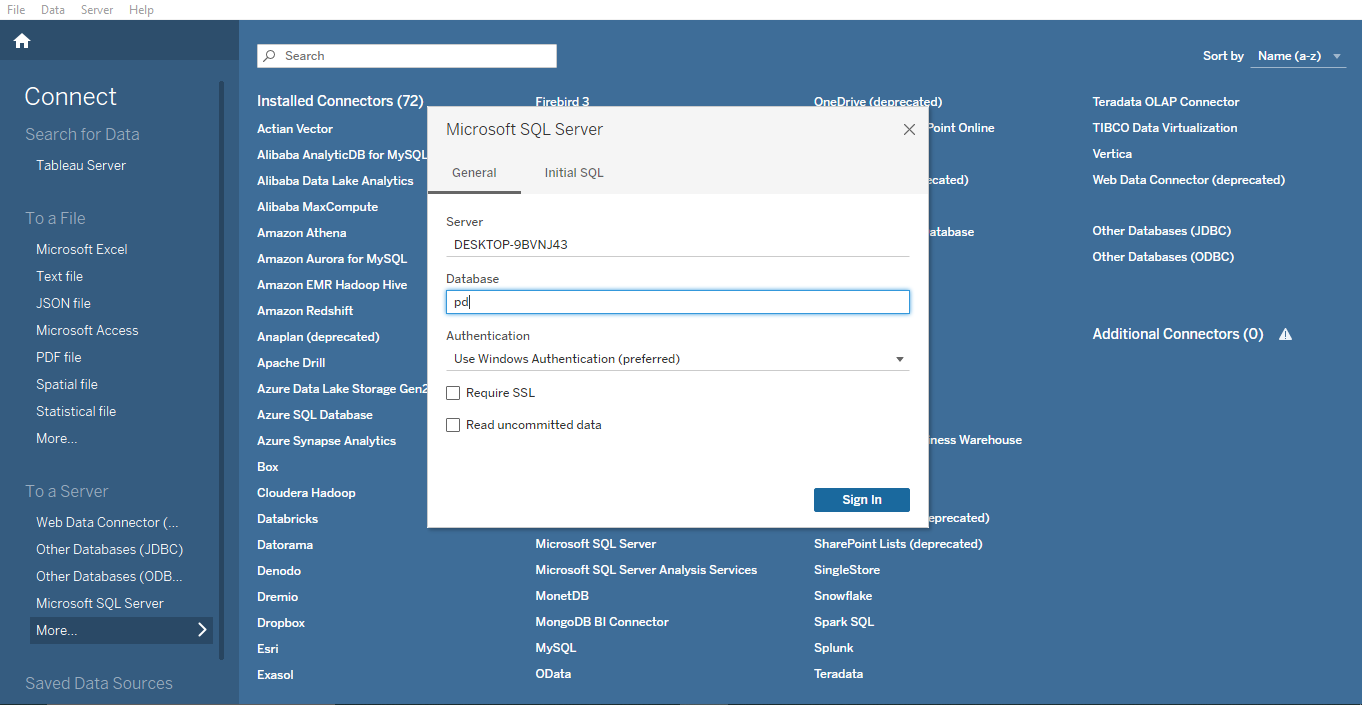 File Data Server Help
Search
Sort by Name (a-z)
Connect
Search for Data
Tableau Server
To a File
Microsoft Excel
Text file
JSON file
Microsoft Access
PDF file
Spatial file
Statistical file
More...
To a Server
Web Data Connector (...
Other Databases (JDBC)
Other Databases (ODB...
Microsoft SQL Server
More...
Saved Data Sources
Installed Connectors (72)
Actian Vector
Alibaba AnalyticDB for MySQL
Alibaba Data Lake Analytics
Alibaba MaxCompute
Amazon Athena
Amazon Aurora for MySQL
Amazon EMR Hadoop Hive
Amazon Redshift
Anaplan (deprecated)
Apache Drill
Azure Data Lake Storage Gen2
Azure SQL Database
Azure Synapse Analytics
Box
Cloudera Hadoop
Databricks
Datorama
Denodo
Dremio
Dropbox
Esri
Exasol
Firebird 3
Microsoft SQL Server
General Initial SQL
Server
DESKTOP-9BVNJ43
Database
pd
Authentication
Use Windows Authentication (preferred)
Require SSL
Read uncommitted data
Sign In
Microsoft SQL Server
Microsoft SQL Server Analysis Services
MonetDB
MongoDB BI Connector
MySQL
OData
OneDrive (deprecated)
Point Online
ecated)
atabase
iness Warehouse
eprecated)
SharePoint Lists (deprecated)
SingleStore
Snowflake
Spark SQL
Splunk
Teradata
Teradata OLAP Connector
TIBCO Data Virtualization
Vertica
Web Data Connector (deprecated)
Other Databases (JDBC)
Other Databases (ODBC)
Additional Connectors (0)